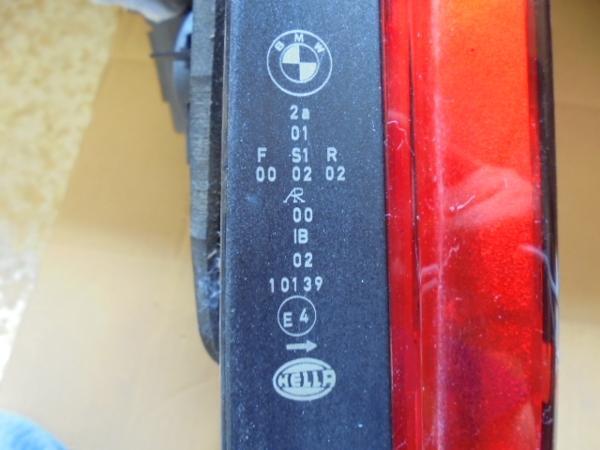 BMW
2a
01
F S1 R
00 02 02
AR
00
IB
02
10139
E4
HELLA